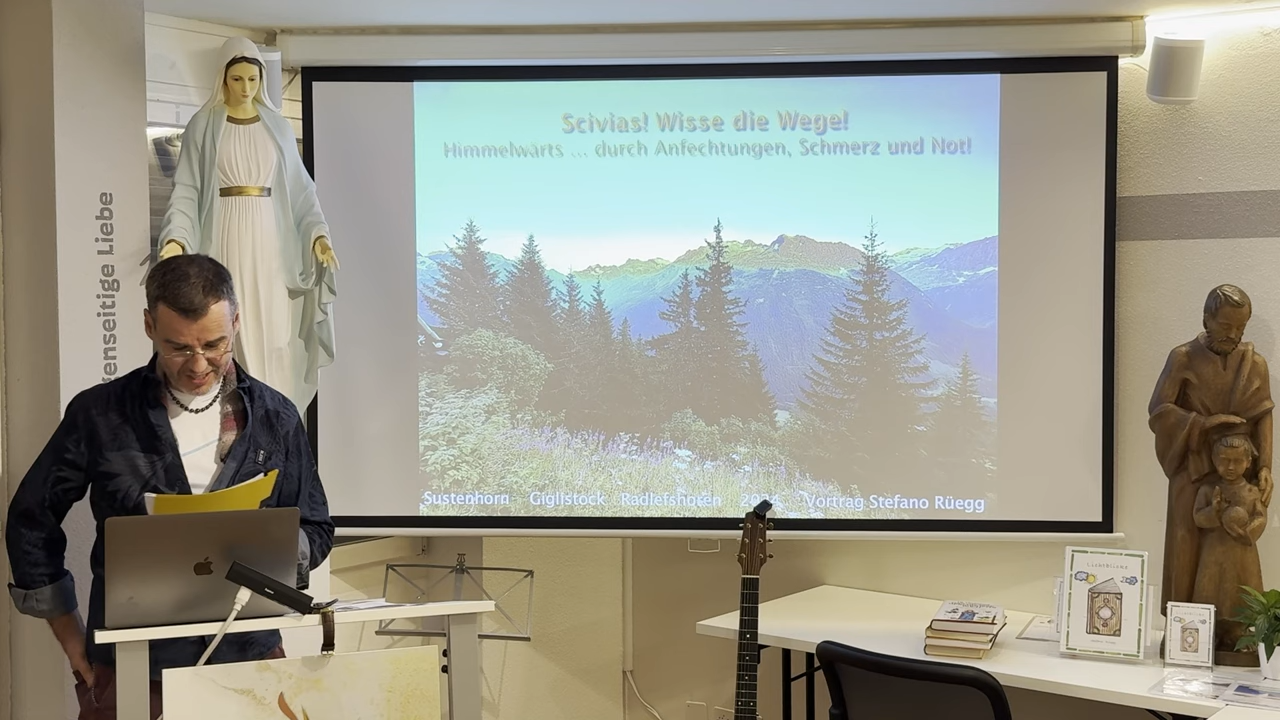 Scivias! Wisse die Wege!
Himmelwärts ... durch Anfechtungen, Schmerz und Not!
Sustenhorn Giglistock Radlefshoren 2024 Vortrag Stefano Rüegg
enseitige Liebe